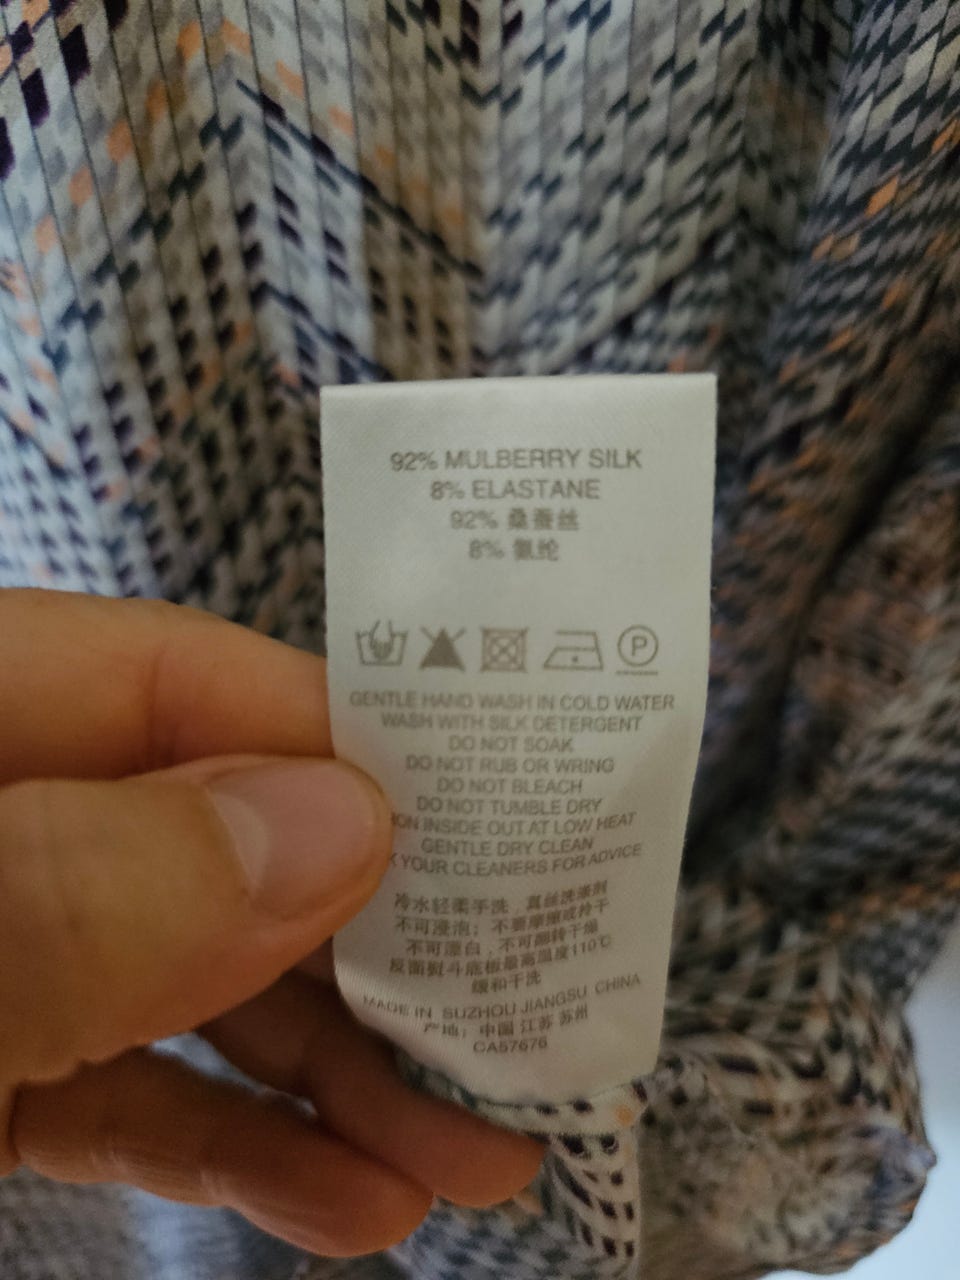 92% MULBERRY SILK
8% ELASTANE
92% 桑蚕丝
8% 氨纶
P
GENTLE HAND WASH IN COLD WATER
WASH WITH SILK DETERGENT
DO NOT SOAK
DO NOT RUB OR WRING
DO NOT BLEACH
DO NOT TUMBLE DRY
INSIDE OUT AT LOW HEAT
GENTLE DRY CLEAN
YOUR CLEANERS FOR ADVICE
冷水轻柔手洗，真丝洗涤剂
不可浸泡；不要摩擦或拎干
不可漂白，不可翻转干燥
反面熨斗底板最高温度110℃
缓和干洗
MADE IN SUZHOU JIANGSU CHINA
产地：中国 江苏 苏州
CA57676